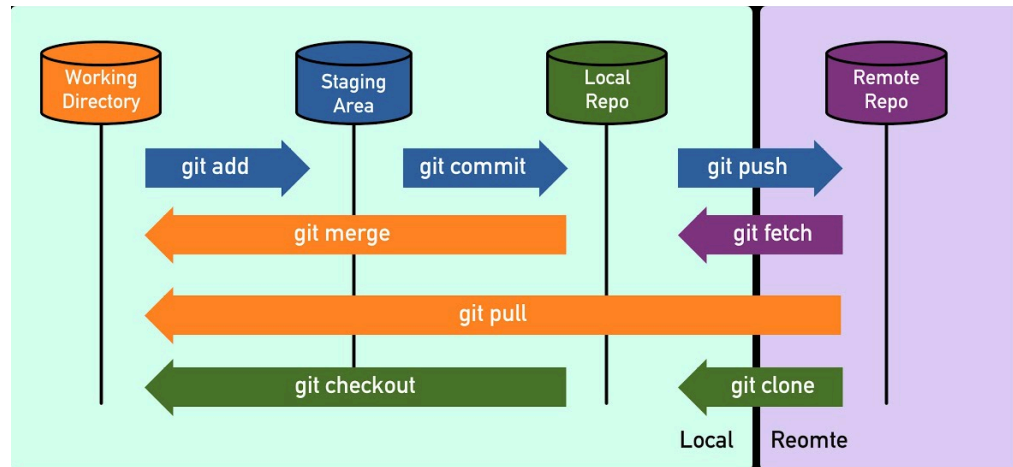 Working
Directory
Staging
Area
Local
Repo
Remote
Repo
git add
git commit
git push
git merge
git fetch
git pull
git checkout
git clone
Local
Reomte